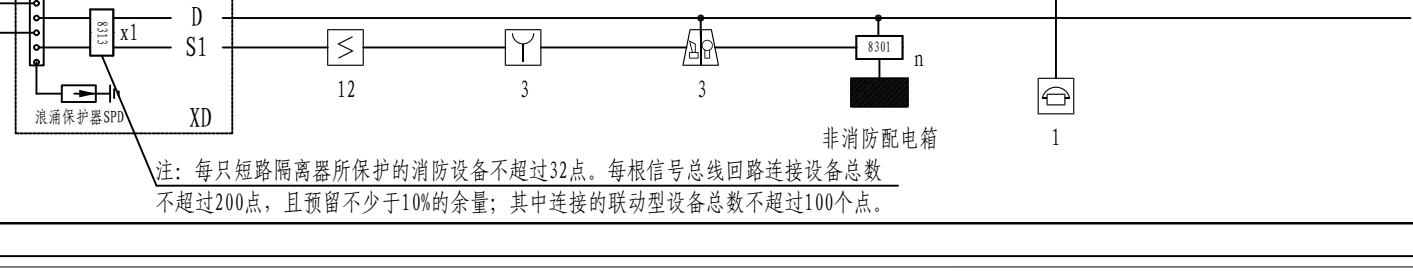 D
8313
x1
S1
8301
n
12
3
3
浪涌保护器SPD
XD
非消防配电箱
1
注：每只短路隔离器所保护的消防设备不超过32点。每根信号总线回路连接设备总数
不超过200点，且预留不少于10%的余量；其中连接的联动型设备总数不超过100个点。